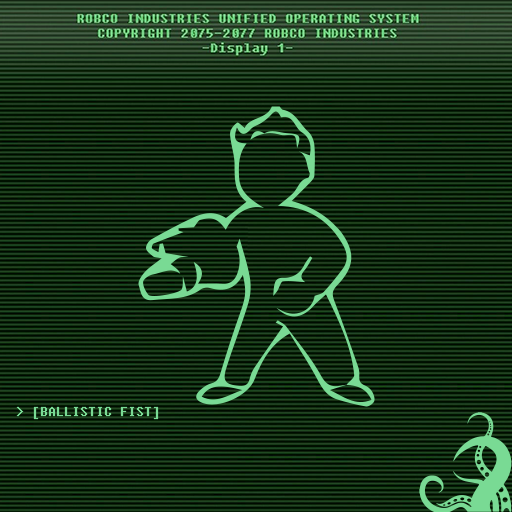 ROBCO INDUSTRIES UNIFIED OPERATING SYSTEM
COPYRIGHT 2075-2077 ROBCO INDUSTRIES
-Display 1-
> [BALLISTIC FIST]